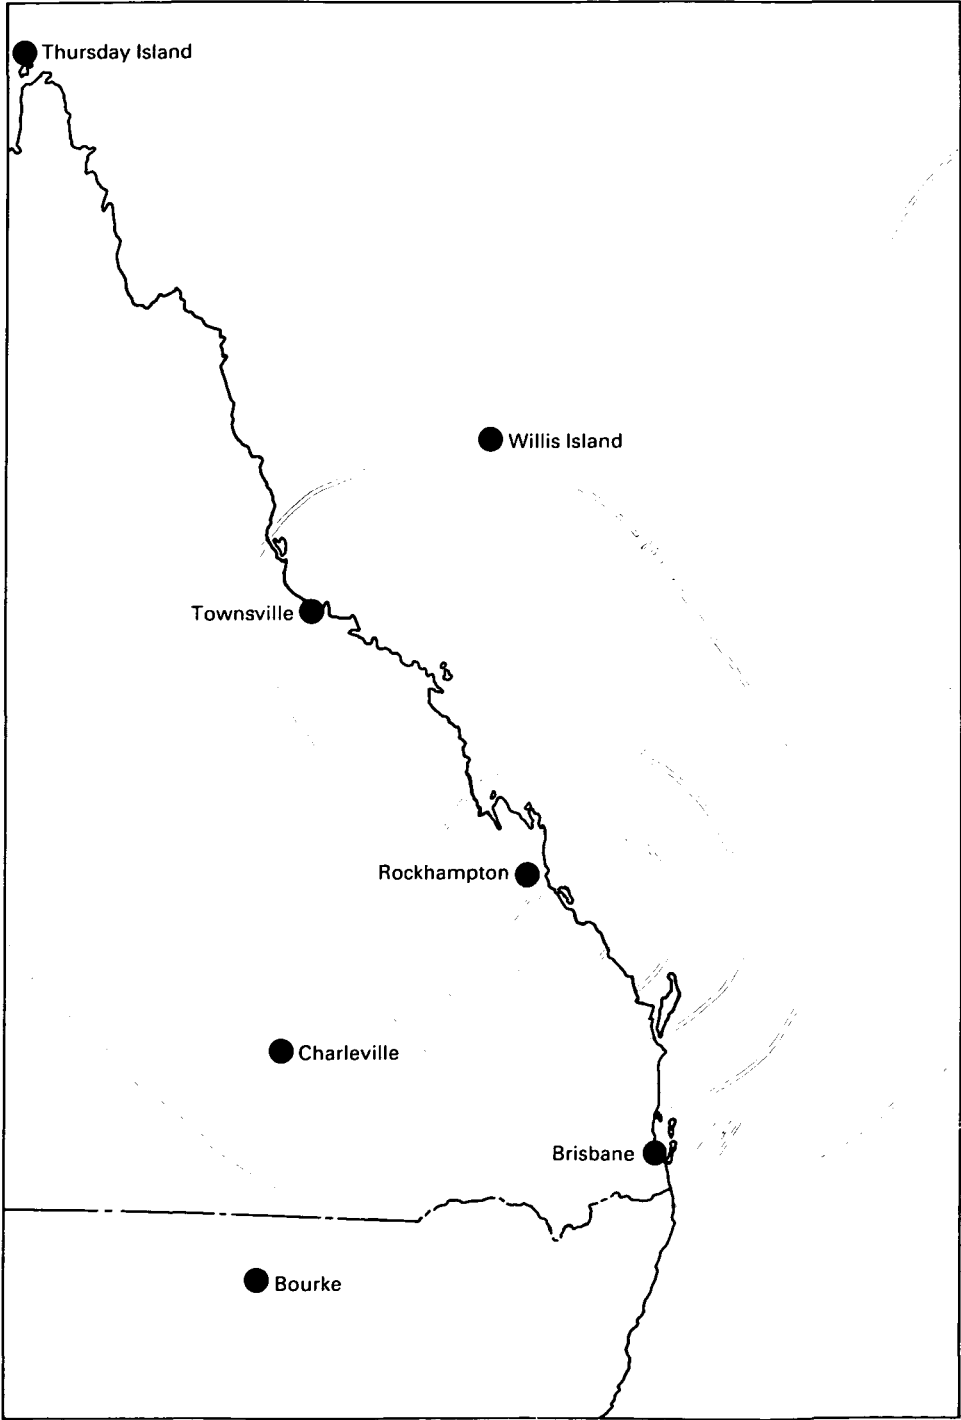 Thursday Island
Willis Island
Townsville
Rockhampton
Charleville
Brisbane
Bourke